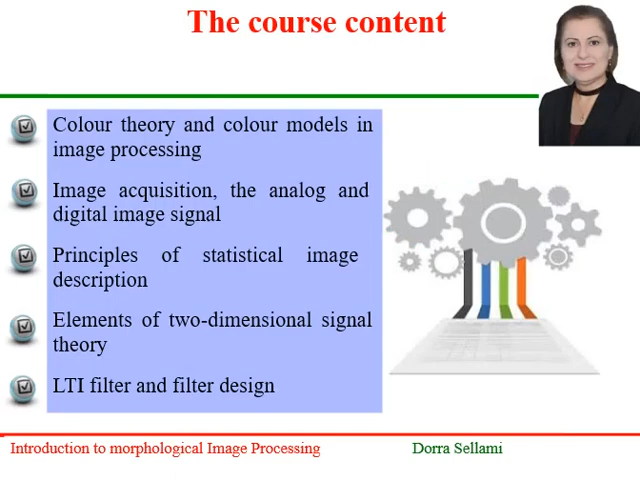 The course content
Colour theory and colour models in
image processing
Image acquisition, the analog and
digital image signal
Principles of statistical image
description
Elements of two-dimensional signal
theory
LTI filter and filter design
Introduction to morphological Image Processing
Dorra Sellami